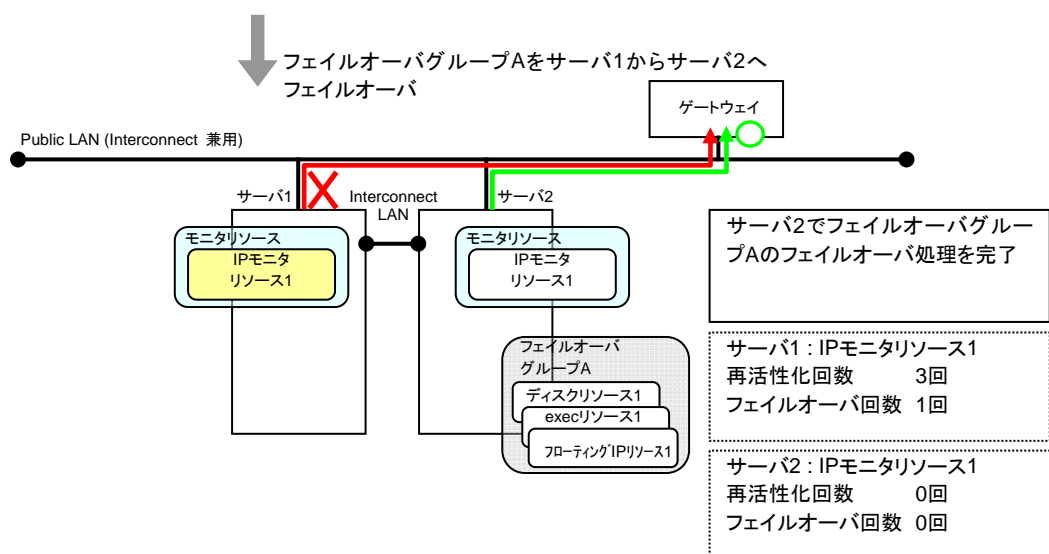 フェイルオーバグループAをサーバ1からサーバ2へ
フェイルオーバ
ゲートウェイ
Public LAN (Interconnect 兼用)
サーバ1
Interconnect
LAN
サーバ2
モニタリソース
IPモニタ
リソース1
モニタリソース
IPモニタ
リソース1
サーバ2でフェイルオーバグルー
プAのフェイルオーバ処理を完了
フェイルオーバ
グループA
ディスクリソース1
execリソース1
フローティングIPリソース1
サーバ1 : IPモニタリソース1
再活性化回数 3回
フェイルオーバ回数 1回
サーバ2 : IPモニタリソース1
再活性化回数 0回
フェイルオーバ回数 0回